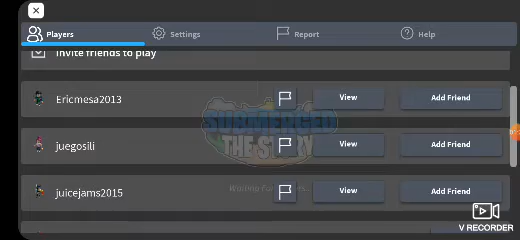 Players
Settings
Report
Help
Invite friends to play
Ericmesa2013
View
Add Friend
SUBMERGED
THE STORY
juegosili
View
Add Friend
juicejams2015
View
Add Friend
V RECORDER